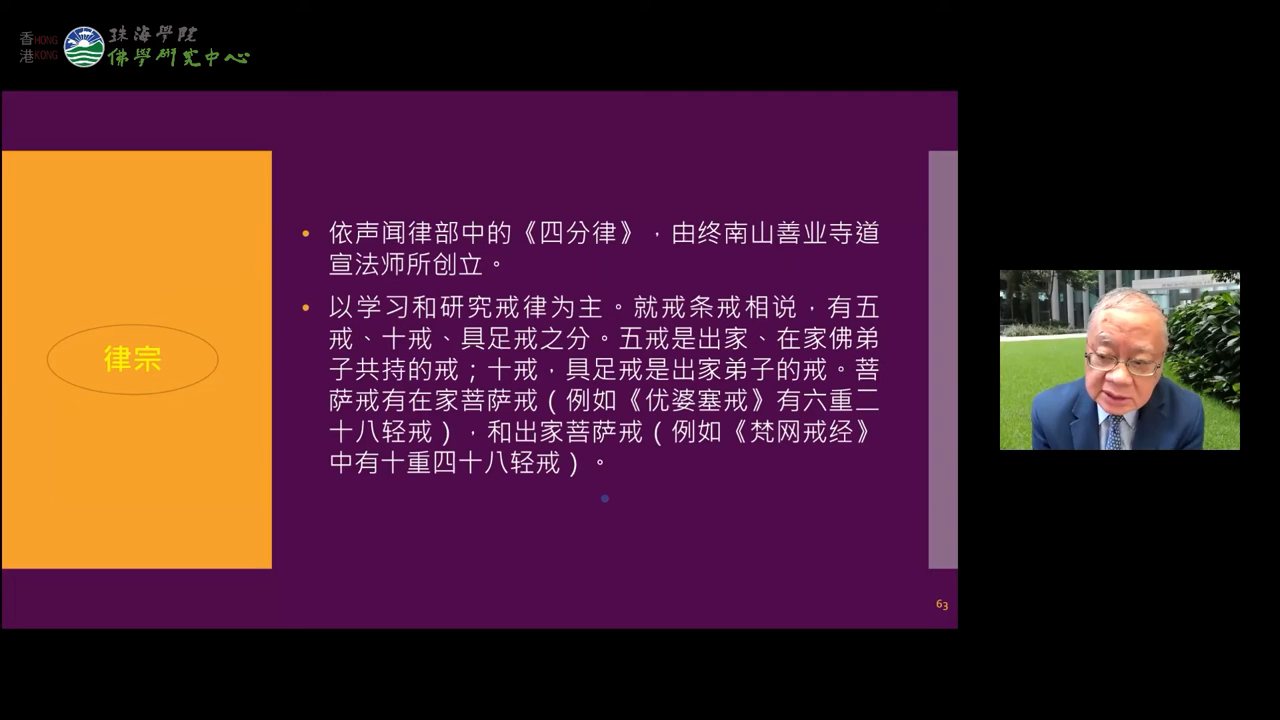 香 HONG
港 KONG
珠海學院
佛學研究中心
律宗
• 依声闻律部中的《四分律》，由终南山善业寺道
宣法师所创立。
• 以学习和研究戒律为主。就戒条戒相说，有五
戒、十戒、具足戒之分。五戒是出家、在家佛弟
子共持的戒；十戒，具足戒是出家弟子的戒。菩
萨戒有在家菩萨戒（例如《优婆塞戒》有六重二
十八轻戒），和出家菩萨戒（例如《梵网戒经》
中有十重四十八轻戒）。
63